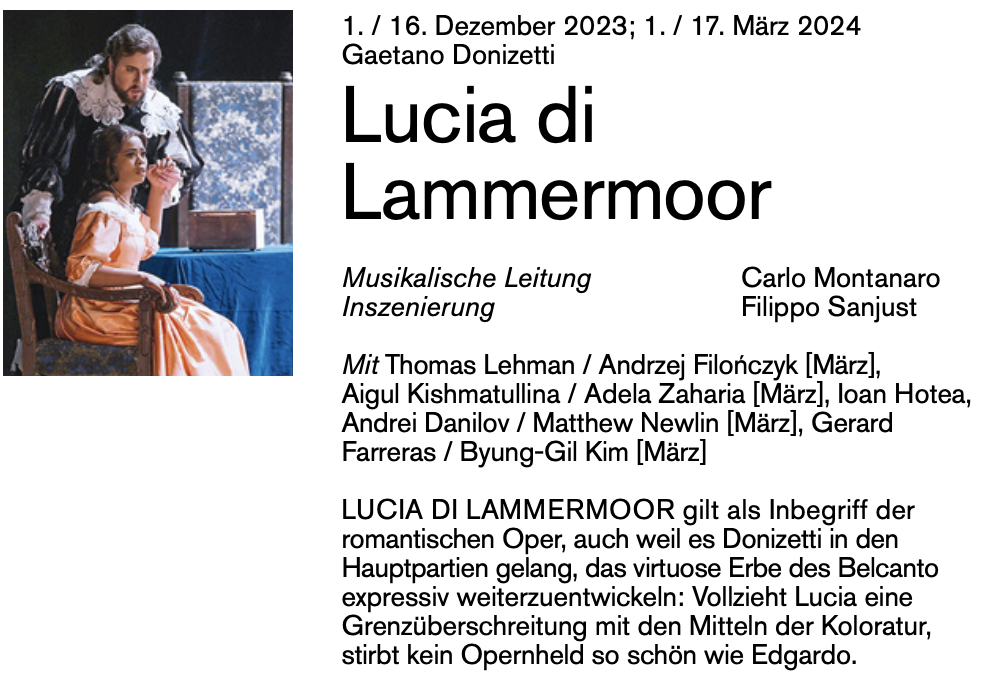 1. / 16. Dezember 2023; 1. / 17. März 2024
Gaetano Donizetti
Lucia di
Lammermoor
Musikalische Leitung Carlo Montanaro
Inszenierung Filippo Sanjust
Mit Thomas Lehman / Andrzej Filończyk [März],
Aigul Kishmatullina / Adela Zaharia [März], Ioan Hotea,
Andrei Danilov / Matthew Newlin [März], Gerard
Farreras / Byung-Gil Kim [März]
LUCIA DI LAMMERMOOR gilt als Inbegriff der
romantischen Oper, auch weil es Donizetti in den
Hauptpartien gelang, das virtuose Erbe des Belcanto
expressiv weiterzuentwickeln: Vollzieht Lucia eine
Grenzüberschreitung mit den Mitteln der Koloratur,
stirbt kein Opernheld so schön wie Edgardo.